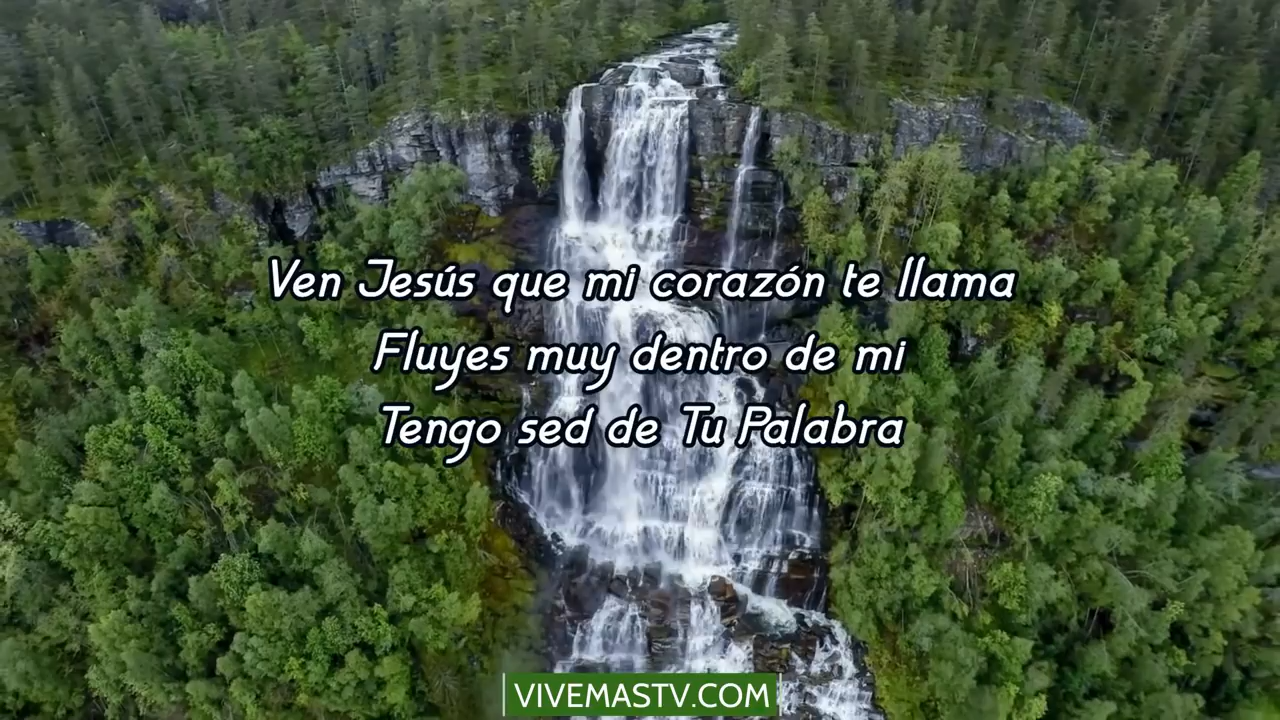 Ven Jesús que mi corazón te llama
Fluyes muy dentro de mi
Tengo sed de Tu Palabra
VIVEMASTV.COM